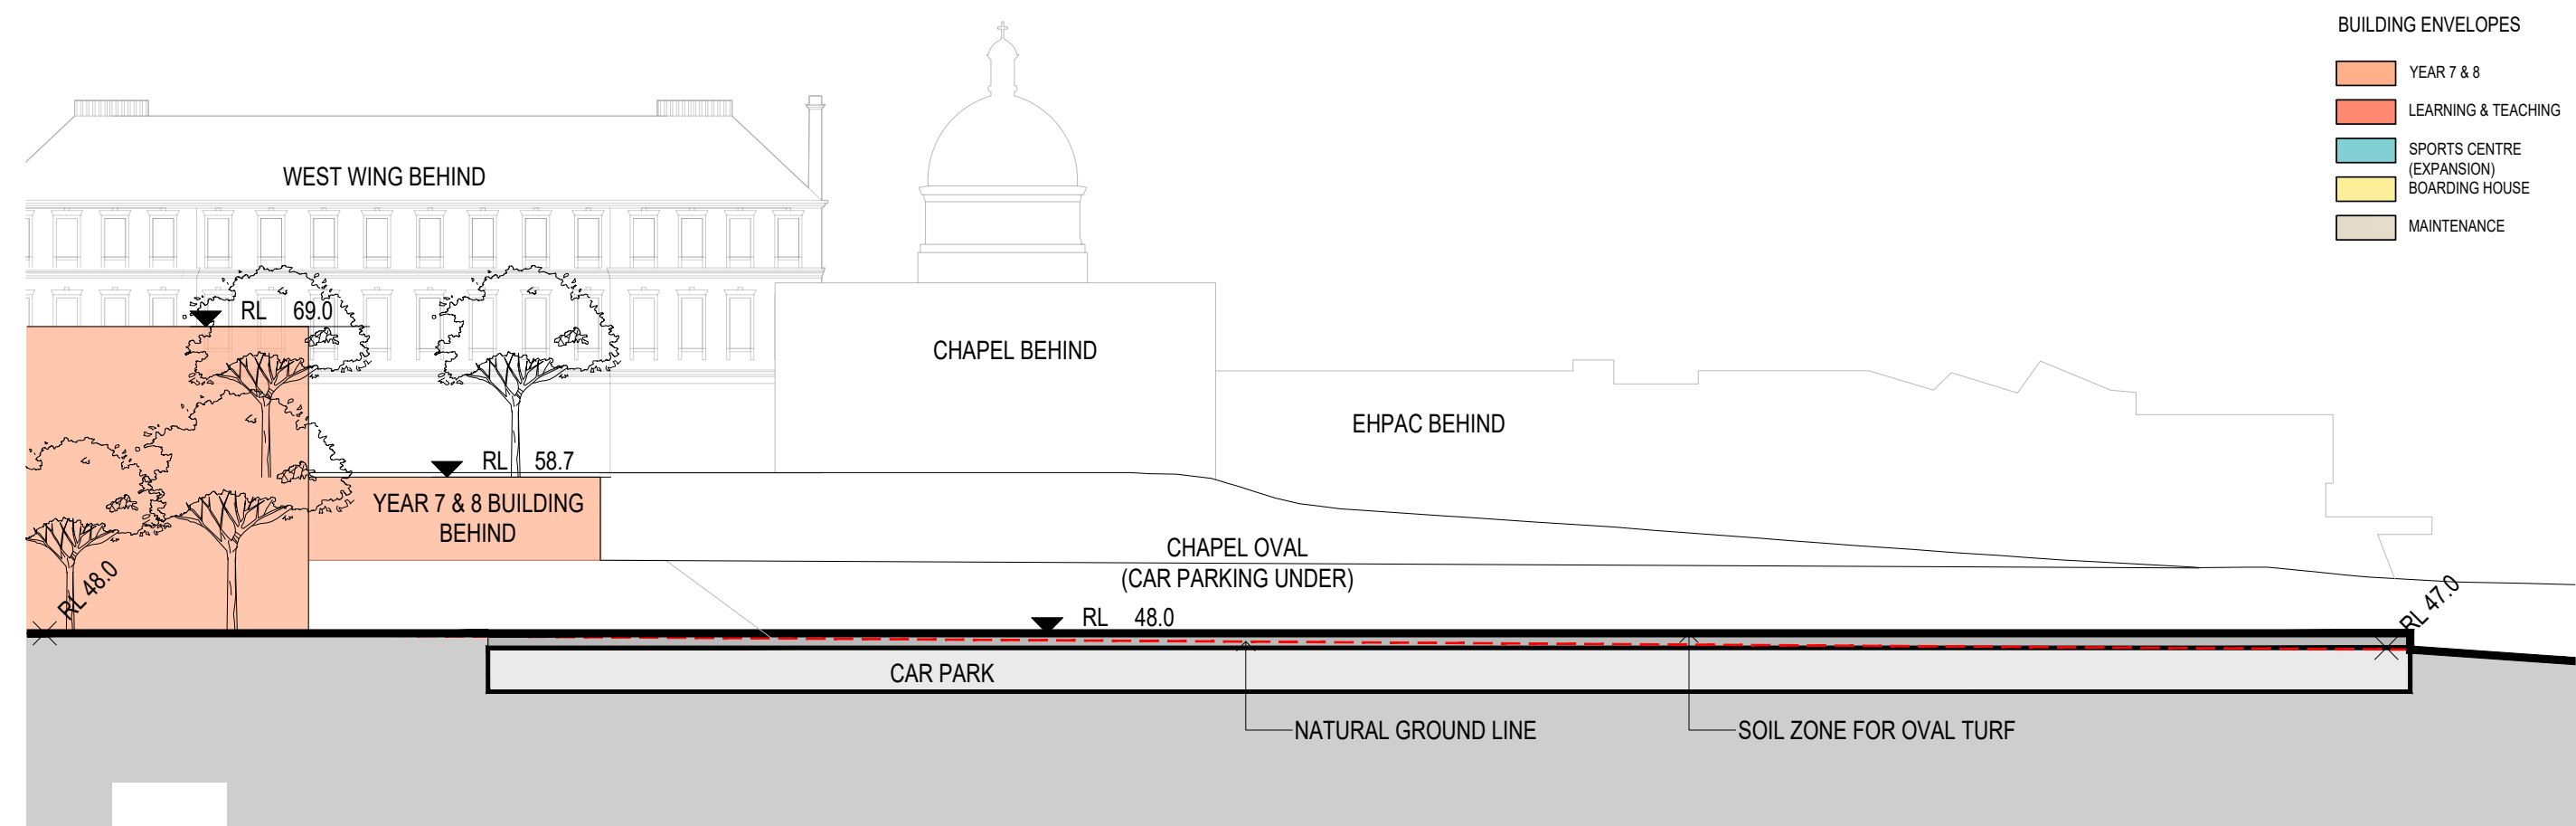 BUILDING ENVELOPES
YEAR 7 & 8
LEARNING & TEACHING
SPORTS CENTRE
(EXPANSION)
BOARDING HOUSE
MAINTENANCE
WEST WING BEHIND
RL 69.0
CHAPEL BEHIND
EHPAC BEHIND
RL 58.7
YEAR 7 & 8 BUILDING
BEHIND
CHAPEL OVAL
(CAR PARKING UNDER)
RL 48.0
RL 48.0
RL 47.0
CAR PARK
NATURAL GROUND LINE
SOIL ZONE FOR OVAL TURF